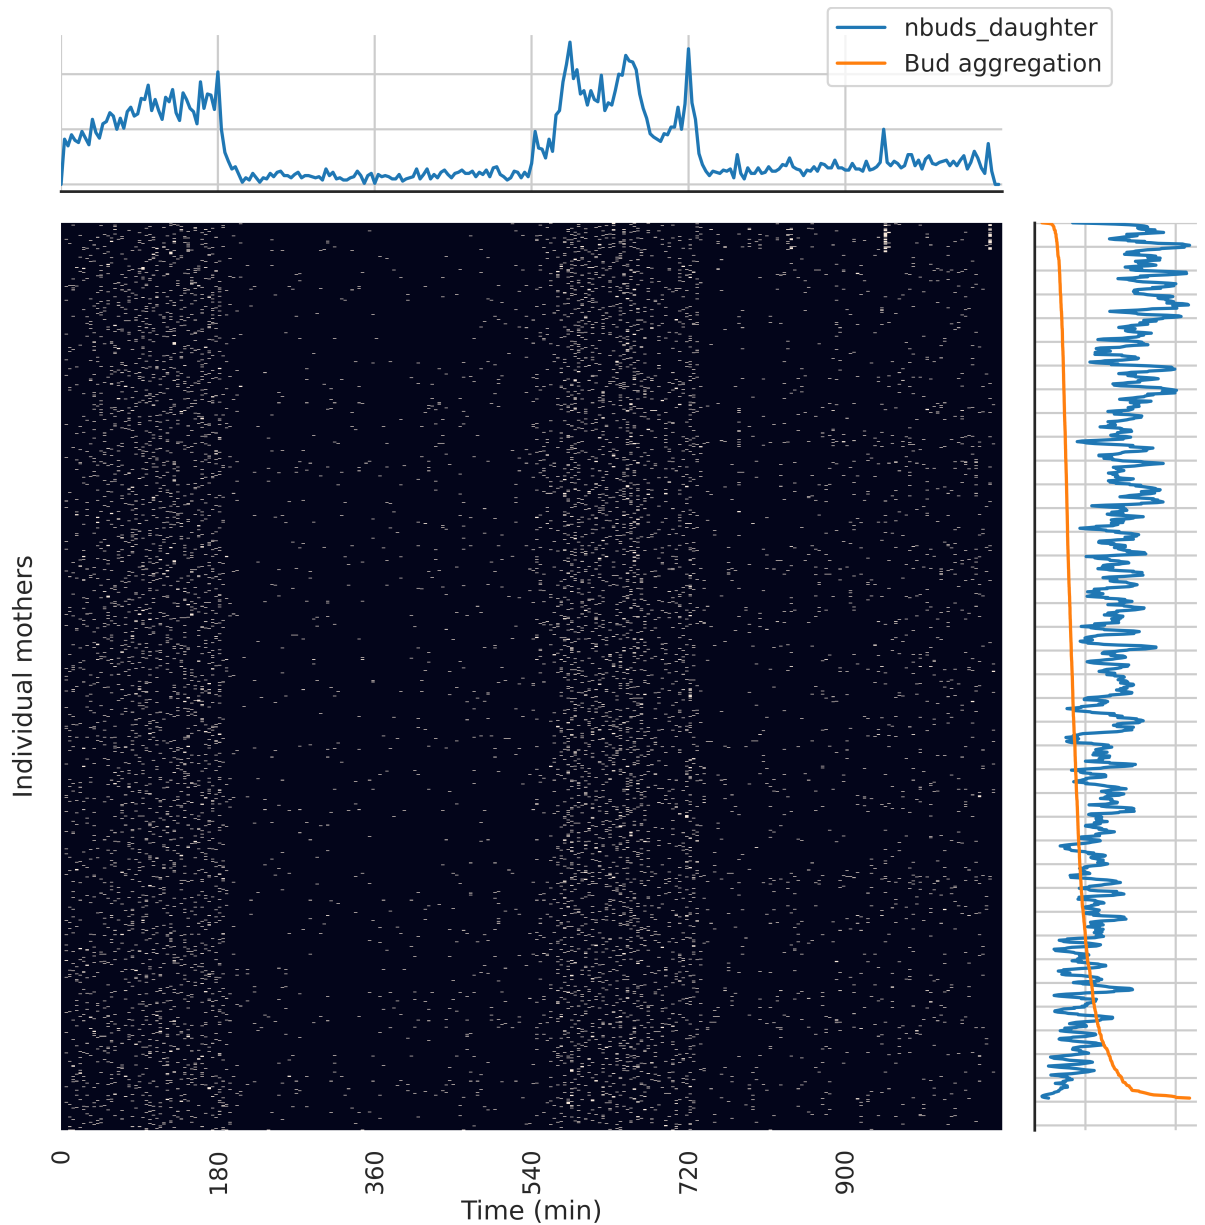 nbuds_daughter
Bud aggregation
Individual mothers
0
180
360
540
720
900
Time (min)